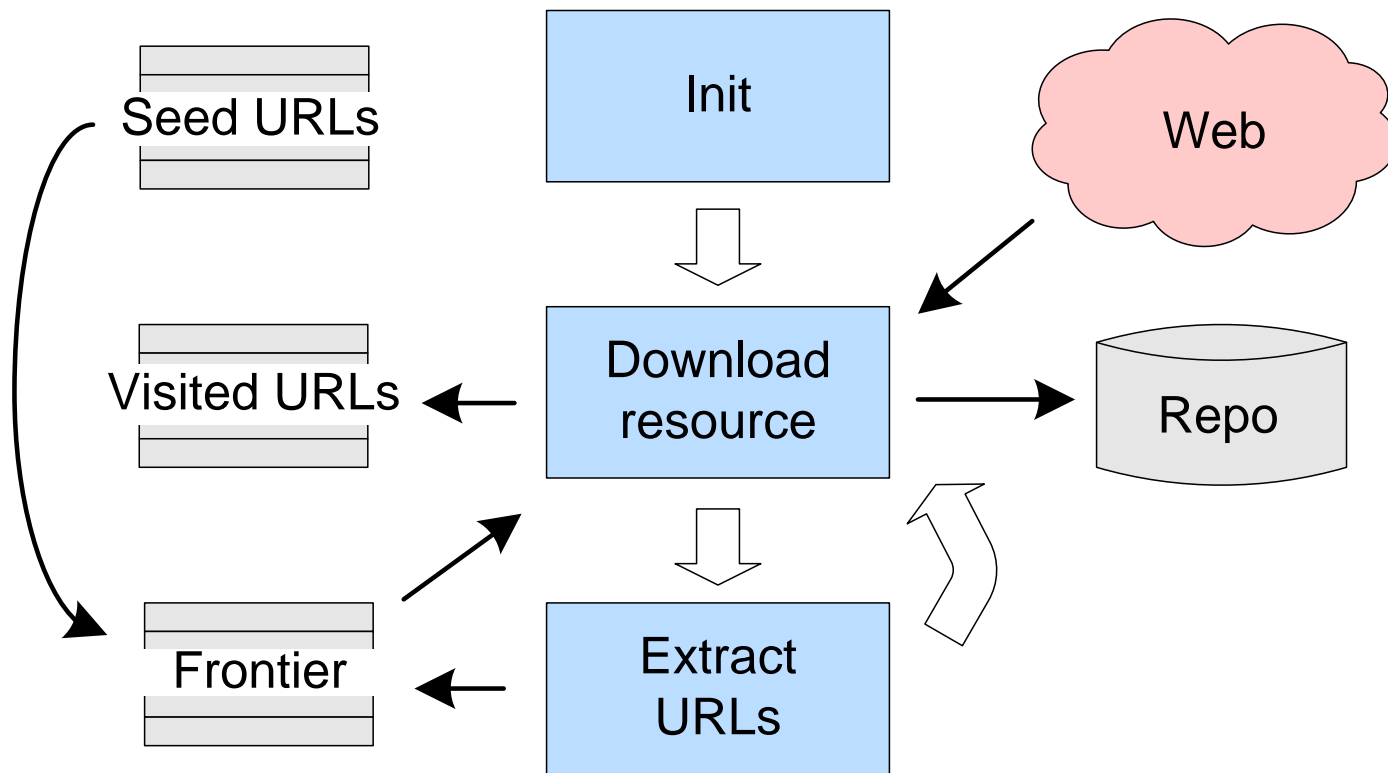 Seed URLs
Init
Web
Visited URLs
Download
resource
Repo
Frontier
Extract
URLs